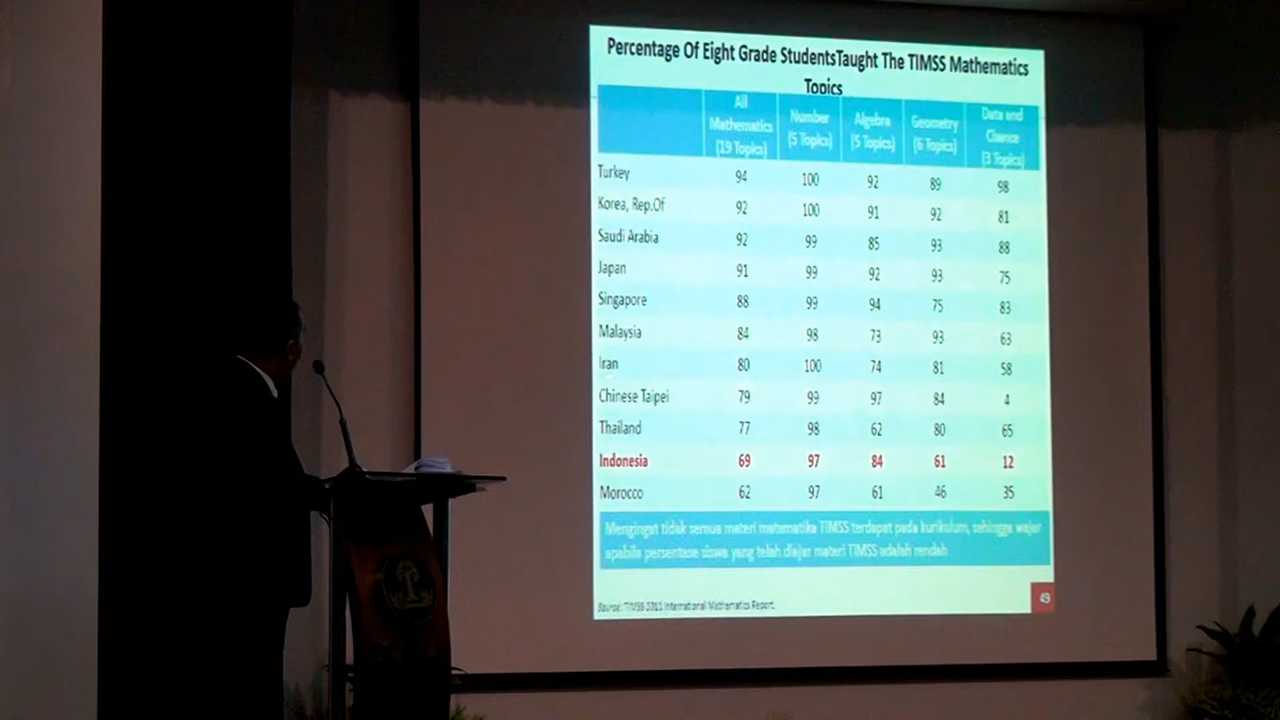 Percentage Of Eight Grade StudentsTaught The TIMSS Mathematics
Topics
All Mathematics (19 Topics) Number (5 Topics) Algebra (5 Topics) Geometry (6 Topics) Data and Chance (3 Topics)
Turkey 94 100 92 89 98
Korea, Rep.Of 92 100 91 92 81
Saudi Arabia 92 99 85 93 88
Japan 91 99 92 93 75
Singapore 88 99 94 75 83
Malaysia 84 98 73 93 63
Iran 80 100 74 81 58
Chinese Taipei 79 99 97 84 4
Thailand 77 98 62 80 65
Indonesia 69 97 84 61 12
Morocco 62 97 61 46 35
Mengingat tidak semua materi matematika TIMSS terdapat pada kurikulum, sehingga wajar
apabila persentase siswa yang telah diajar materi TIMSS adalah rendah
Source: TIMSS 2011 International Mathematics Report
49